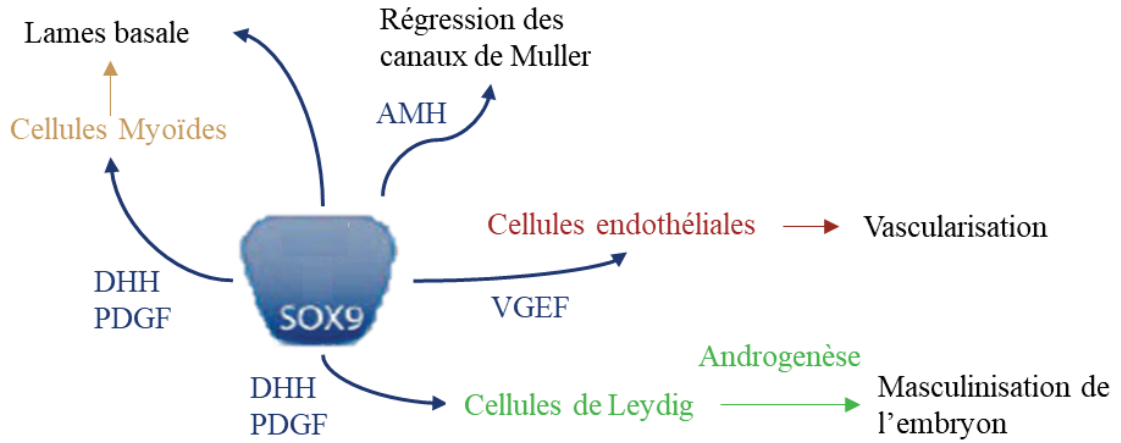 Lames basale
Régression des
canaux de Muller
AMH
Cellules Myoïdes
Cellules endothéliales
Vascularisation
DHH
PDGF
VGEF
SOX9
Androgenèse
DHH
PDGF
Cellules de Leydig
Masculinisation de
l’embryon